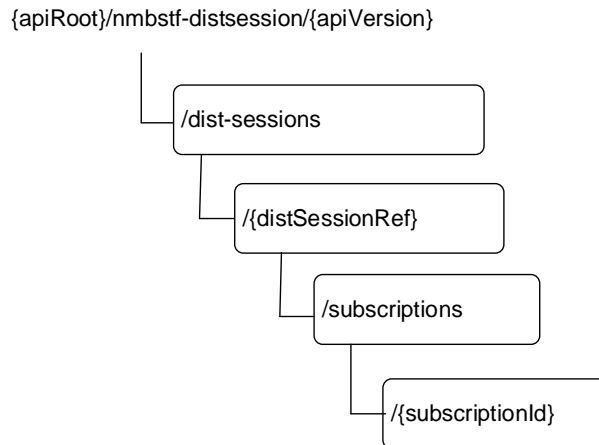 {apiRoot}/nmbstf-distsession/{apiVersion}
/dist-sessions
/{distSessionRef}
/subscriptions
/{subscriptionId}